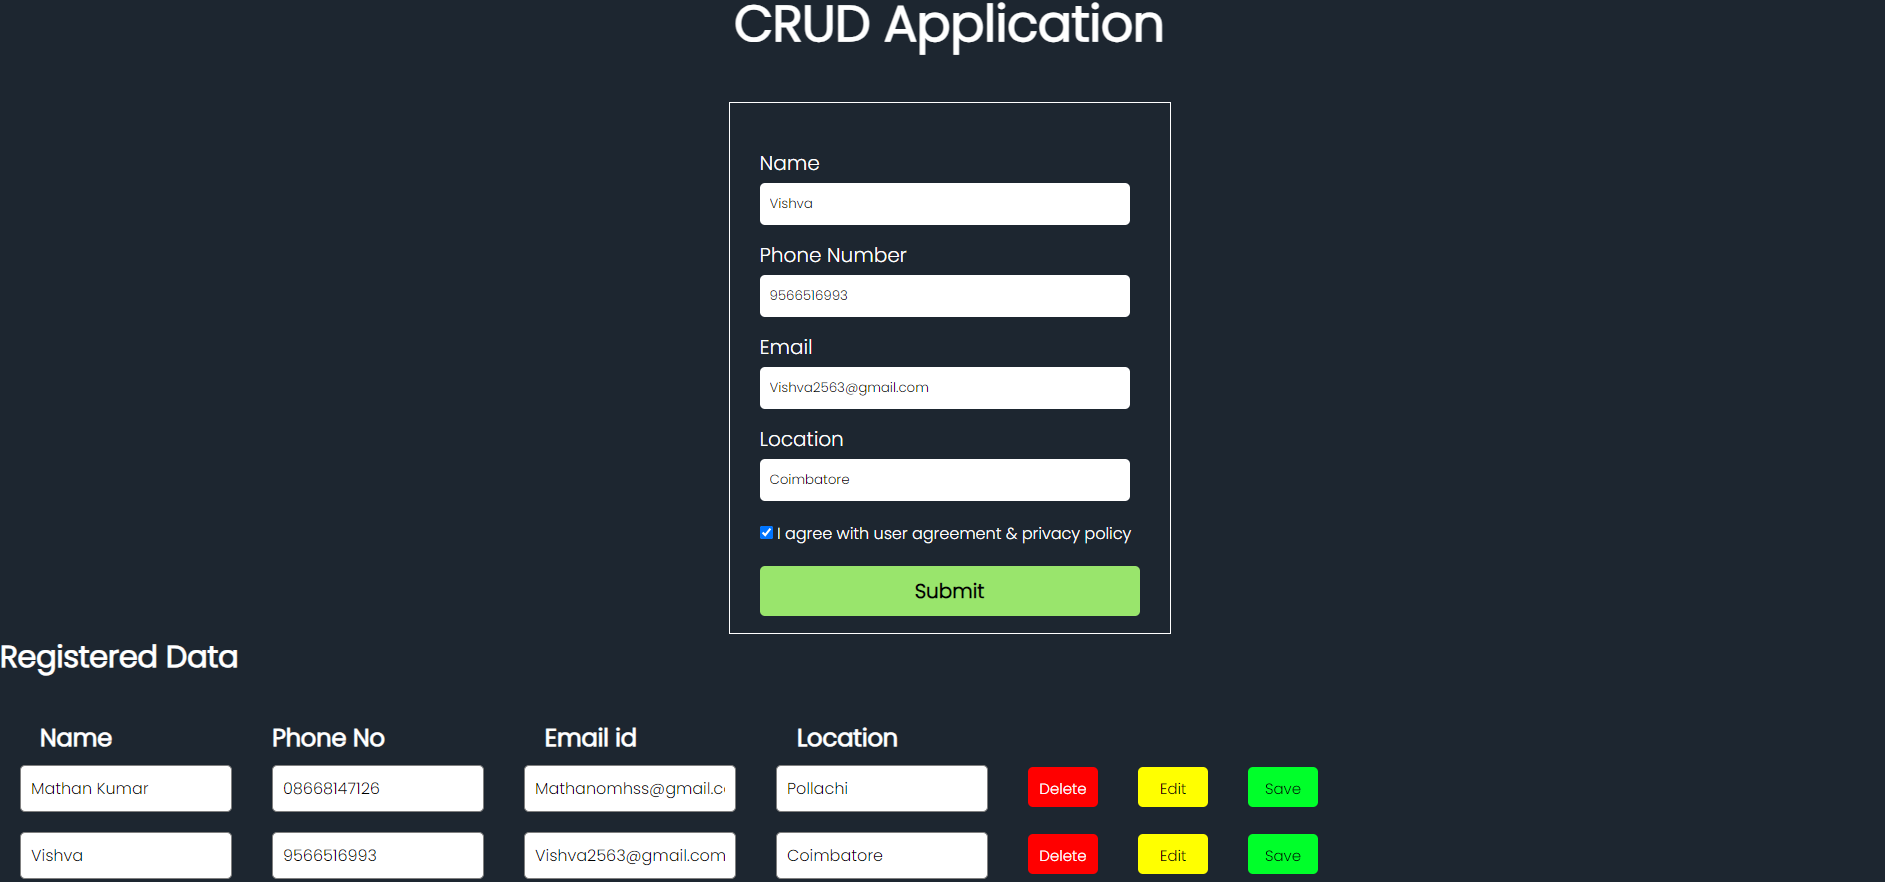 CRUD Application
Name
Vishva
Phone Number
9566516993
Email
Vishva2563@gmail.com
Location
Coimbatore
I agree with user agreement & privacy policy
Submit
Registered Data
Name Phone No Email id Location
Mathan Kumar 08668147126 Mathanomhss@gmail.c Pollachi Delete Edit Save
Vishva 9566516993 Vishva2563@gmail.com Coimbatore Delete Edit Save